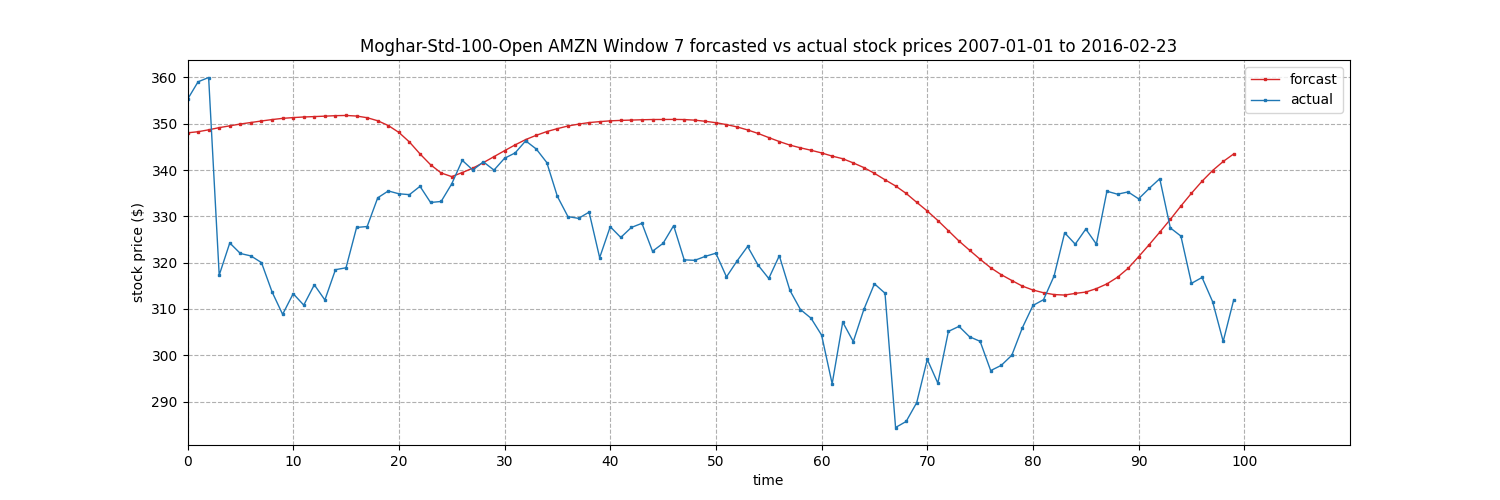 Moghar-Std-100-Open AMZN Window 7 forcasted vs actual stock prices 2007-01-01 to 2016-02-23
forcast
actual
stock price ($)
360
350
340
330
320
310
300
290
0 10 20 30 40 50 60 70 80 90 100
time